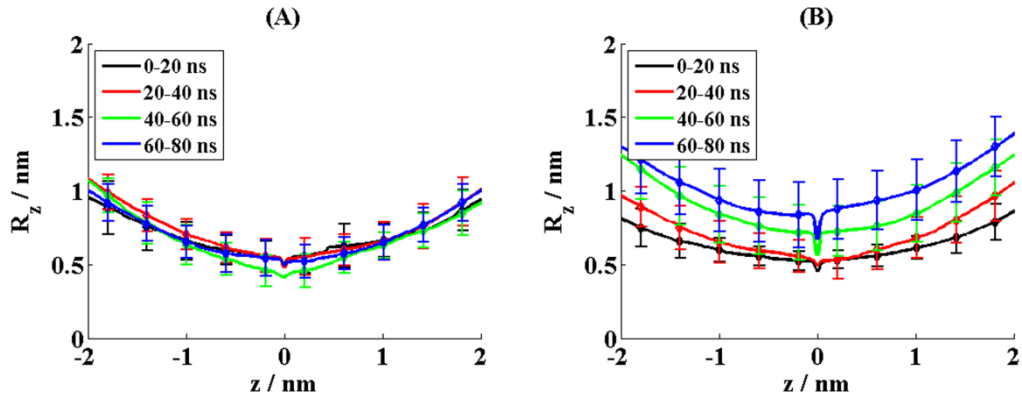 (A)
2
1.5
1
0.5
0
R_z / nm
0-20 ns
20-40 ns
40-60 ns
60-80 ns
-2 -1 0 1 2
z / nm
(B)
2
1.5
1
0.5
0
R_z / nm
0-20 ns
20-40 ns
40-60 ns
60-80 ns
-2 -1 0 1 2
z / nm